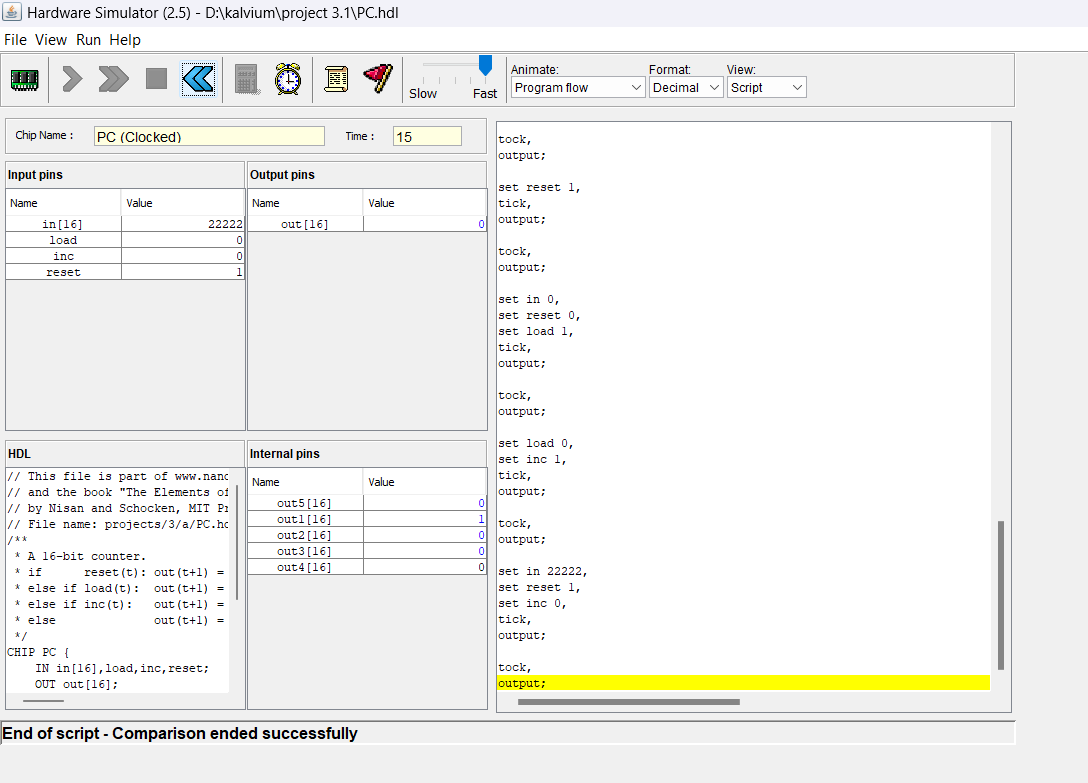 Hardware Simulator (2.5) - D:\kalvium\project 3.1\PC.hdl
File View Run Help
Slow Fast
Animate: Format: View:
Program flow Decimal Script
Chip Name : PC (Clocked) Time : 15
Input pins
Name Value
in[16] 22222
load 0
inc 0
reset 1
Output pins
Name Value
out[16] 0
HDL
// This file is part of www.nand
// and the book "The Elements of
// by Nisan and Schocken, MIT Pr
// File name: projects/3/a/PC.hd
/**
* A 16-bit counter.
* if reset(t): out(t+1) =
* else if load(t): out(t+1) =
* else if inc(t): out(t+1) =
* else out(t+1) =
*/
CHIP PC {
IN in[16],load,inc,reset;
OUT out[16];
Internal pins
Name Value
out5[16] 0
out1[16] 1
out2[16] 0
out3[16] 0
out4[16] 0
tock,
output;
set reset 1,
tick,
output;
tock,
output;
set in 0,
set reset 0,
set load 1,
tick,
output;
tock,
output;
set load 0,
set inc 1,
tick,
output;
tock,
output;
set in 22222,
set reset 1,
set inc 0,
tick,
output;
tock,
output;
End of script - Comparison ended successfully